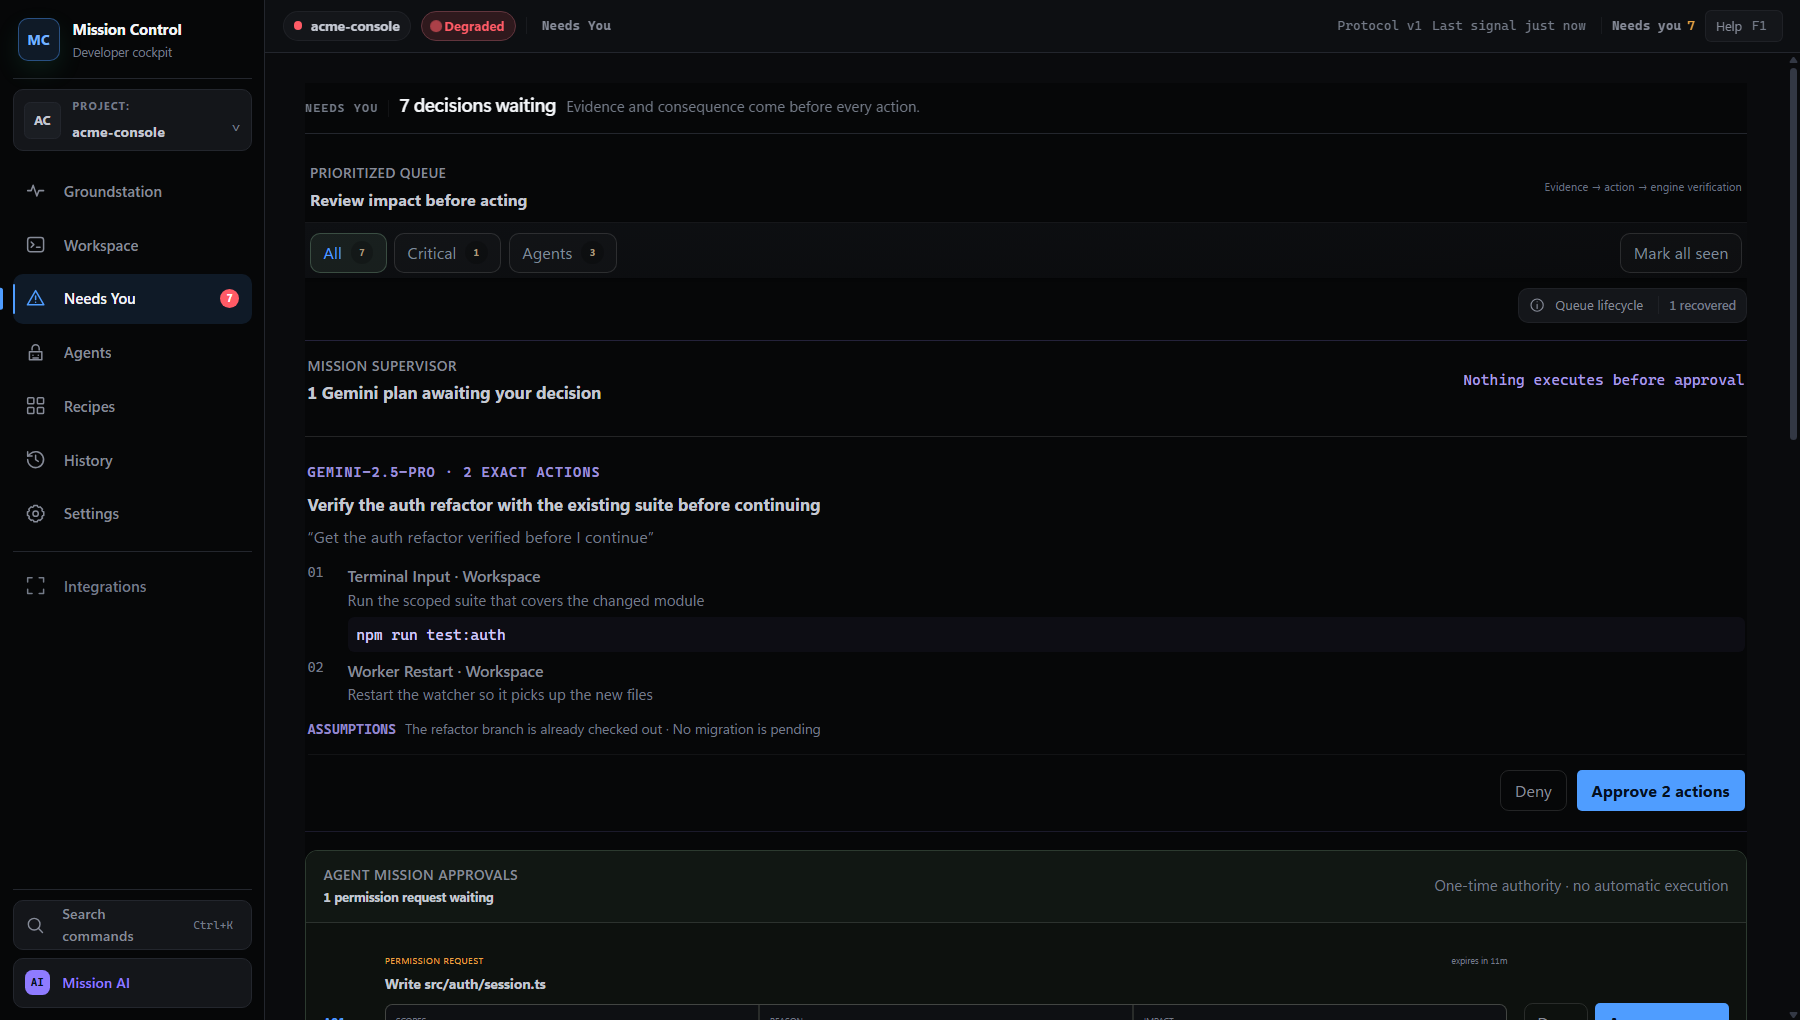 MC
Mission Control
Developer cockpit
PROJECT:
AC
acme-console
Groundstation
Workspace
Needs You 7
Agents
Recipes
History
Settings
Integrations
Search commands Ctrl+K
AI Mission AI
acme-console Degraded Needs You
Protocol v1 Last signal just now Needs you 7 Help F1
NEEDS YOU 7 decisions waiting Evidence and consequence come before every action.
PRIORITIZED QUEUE
Review impact before acting
Evidence → action → engine verification
All 7 Critical 1 Agents 3 Mark all seen
Queue lifecycle 1 recovered
MISSION SUPERVISOR
1 Gemini plan awaiting your decision
Nothing executes before approval
GEMINI-2.5-PRO · 2 EXACT ACTIONS
Verify the auth refactor with the existing suite before continuing
“Get the auth refactor verified before I continue”
01 Terminal Input · Workspace
Run the scoped suite that covers the changed module
npm run test:auth
02 Worker Restart · Workspace
Restart the watcher so it picks up the new files
ASSUMPTIONS The refactor branch is already checked out · No migration is pending
Deny Approve 2 actions
AGENT MISSION APPROVALS
1 permission request waiting
One-time authority · no automatic execution
PERMISSION REQUEST expires in 11m
Write src/auth/session.ts